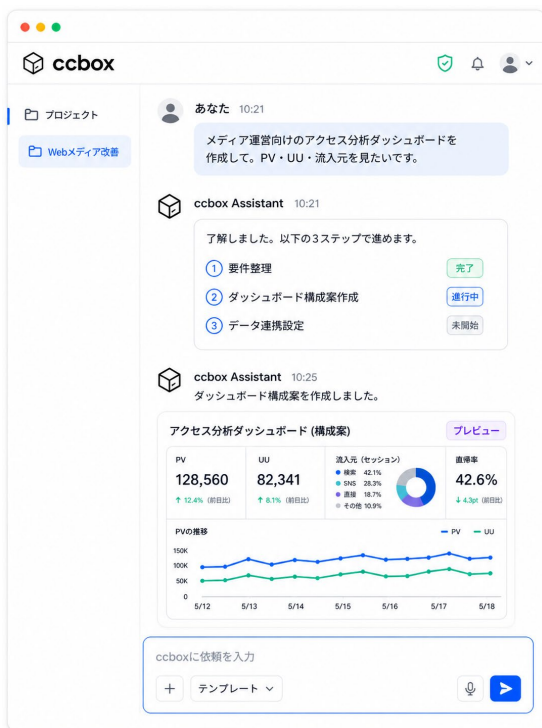 ccbox
プロジェクト
Webメディア改善
あなた 10:21
メディア運営向けのアクセス分析ダッシュボードを
作成して。PV・UU・流入元を見たいです。
ccbox Assistant 10:21
了解しました。以下の3ステップで進めます。
1 要件整理 完了
2 ダッシュボード構成案作成 進行中
3 データ連携設定 未開始
ccbox Assistant 10:25
ダッシュボード構成案を作成しました。
アクセス分析ダッシュボード (構成案) プレビュー
PV
128,560
↑ 12.4% (前日比)
UU
82,341
↑ 8.1% (前日比)
流入元 (セッション)
検索 42.1%
SNS 28.3%
直接 18.7%
その他 10.9%
直帰率
42.6%
↓ 4.3pt (前日比)
PVの推移 PV UU
150K
100K
50K
0
5/12 5/13 5/14 5/15 5/16 5/17 5/18
ccboxに依頼を入力
テンプレート